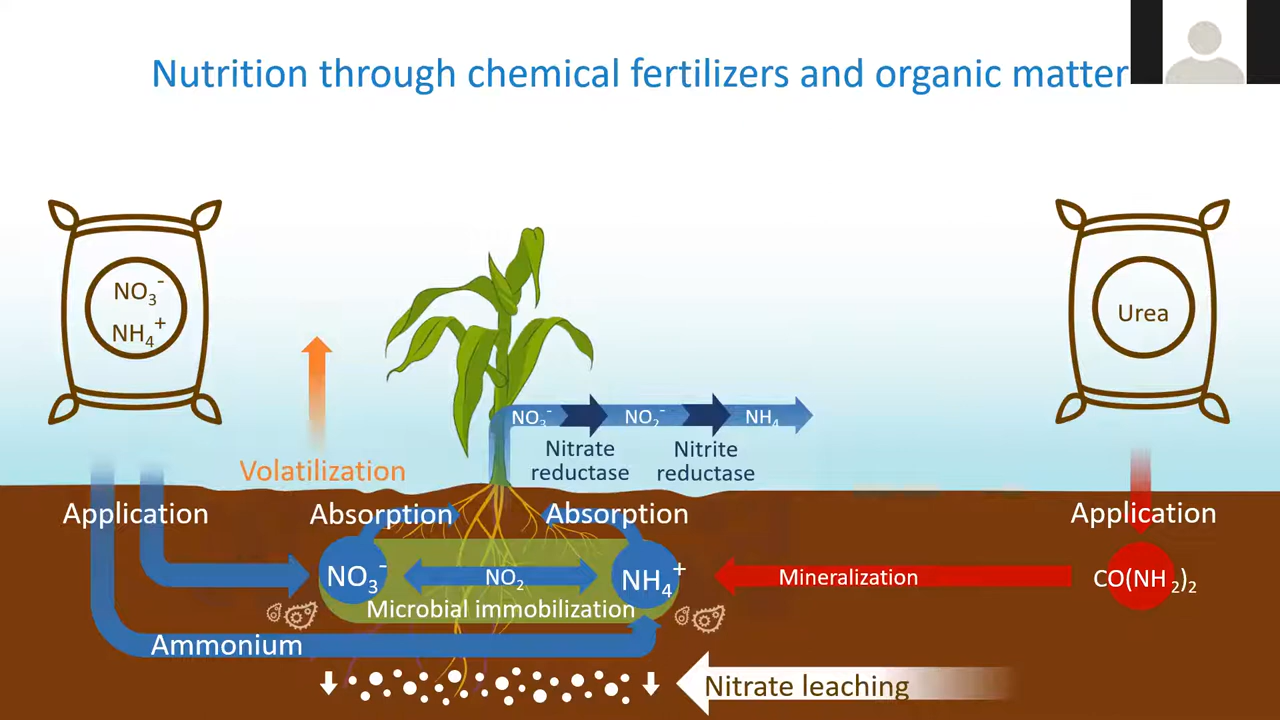 Nutrition through chemical fertilizers and organic matter
NO₃⁻
NH₄⁺
Urea
NO₃⁻
NO₂⁻
NH₄
Nitrate
reductase
Nitrite
reductase
Volatilization
Application
Absorption
Absorption
Application
NO₃⁻
NO₂
NH₄⁺
Mineralization
CO(NH₂)₂
Microbial immobilization
Ammonium
Nitrate leaching